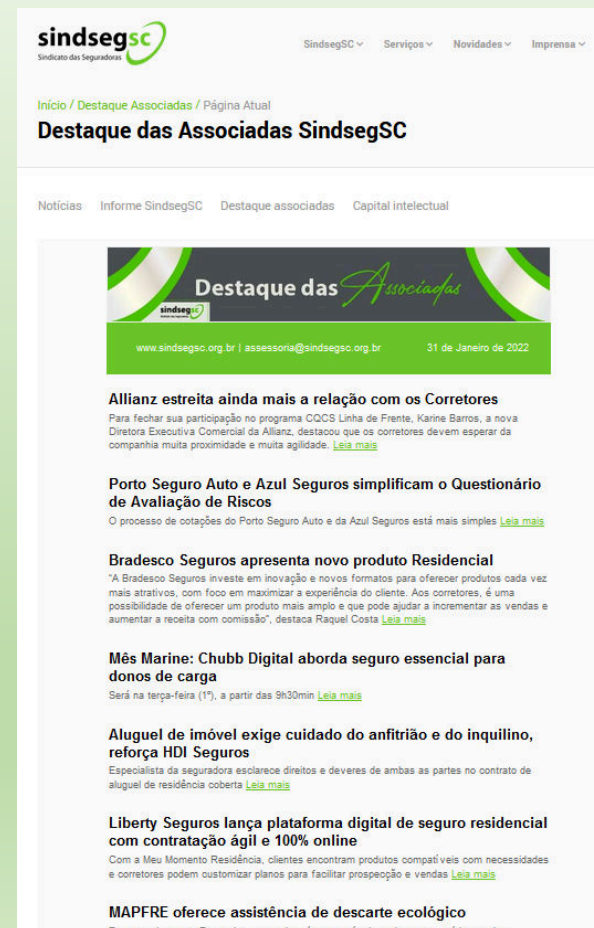 sindsegsc
Sindicato das Seguradoras
SindsegSC Serviços Novidades Imprensa
Início / Destaque Associadas / Página Atual
Destaque das Associadas SindsegSC
Notícias Informe SindsegSC Destaque associadas Capital intelectual
Destaque das Associadas
sindsegsc
www.sindsegsc.org.br | assessoria@sindsegsc.org.br 31 de Janeiro de 2022
Allianz estreita ainda mais a relação com os Corretores
Para fechar sua participação no programa CQCS Linha de Frente, Karine Barros, a nova
Diretora Executiva Comercial da Allianz, destacou que os corretores devem esperar da
companhia muita proximidade e muita agilidade. Leia mais
Porto Seguro Auto e Azul Seguros simplificam o Questionário
de Avaliação de Riscos
O processo de cotações do Porto Seguro Auto e da Azul Seguros está mais simples Leia mais
Bradesco Seguros apresenta novo produto Residencial
"A Bradesco Seguros investe em inovação e novos formatos para oferecer produtos cada vez
mais atrativos, com foco em maximizar a experiência do cliente. Aos corretores, é uma
possibilidade de oferecer um produto mais amplo e que pode ajudar a incrementar as vendas e
aumentar a receita com comissão", destaca Raquel Costa Leia mais
Mês Marine: Chubb Digital aborda seguro essencial para
donos de carga
Será na terça-feira (1º), a partir das 9h30min Leia mais
Aluguel de imóvel exige cuidado do anfitrião e do inquilino,
reforça HDI Seguros
Especialista da seguradora esclarece direitos e deveres de ambas as partes no contrato de
aluguel de residência coberta Leia mais
Liberty Seguros lança plataforma digital de seguro residencial
com contratação ágil e 100% online
Com a Meu Momento Residência, clientes encontram produtos compatíveis com necessidades
e corretores podem customizar planos para facilitar prospecção e vendas Leia mais
MAPFRE oferece assistência de descarte ecológico